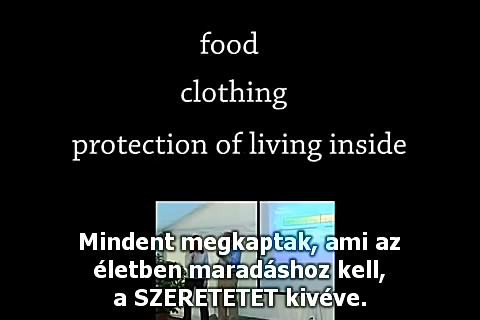 food
clothing
protection of living inside
Mindent megkaptak, ami az
életben maradáshoz kell,
a SZERETETET kivéve.